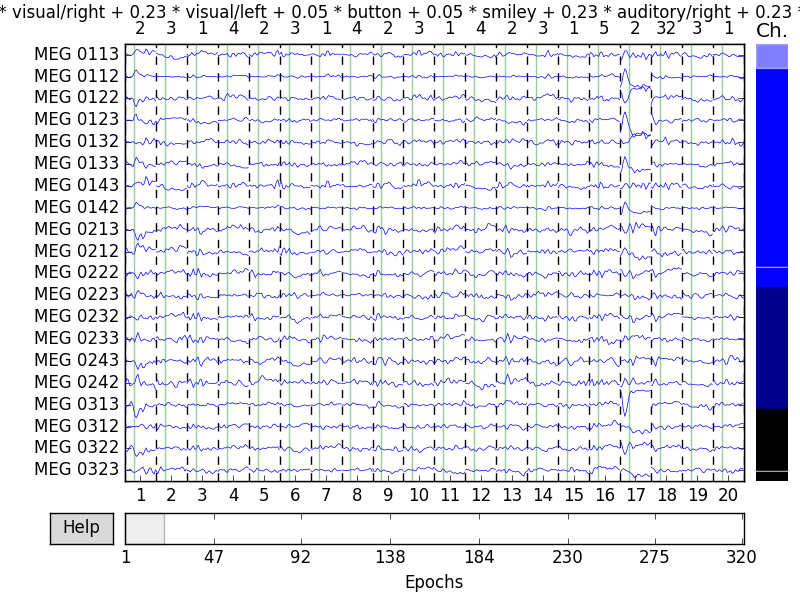 * visual/right + 0.23 * visual/left + 0.05 * button + 0.05 * smiley + 0.23 * auditory/right + 0.23 *
2 3 1 4 2 3 1 4 2 3 1 4 2 3 1 5 2 32 3 1
Ch.
MEG 0113
MEG 0112
MEG 0122
MEG 0123
MEG 0132
MEG 0133
MEG 0143
MEG 0142
MEG 0213
MEG 0212
MEG 0222
MEG 0223
MEG 0232
MEG 0233
MEG 0243
MEG 0242
MEG 0313
MEG 0312
MEG 0322
MEG 0323
1 2 3 4 5 6 7 8 9 10 11 12 13 14 15 16 17 18 19 20
Help
1 47 92 138 184 230 275 320
Epochs